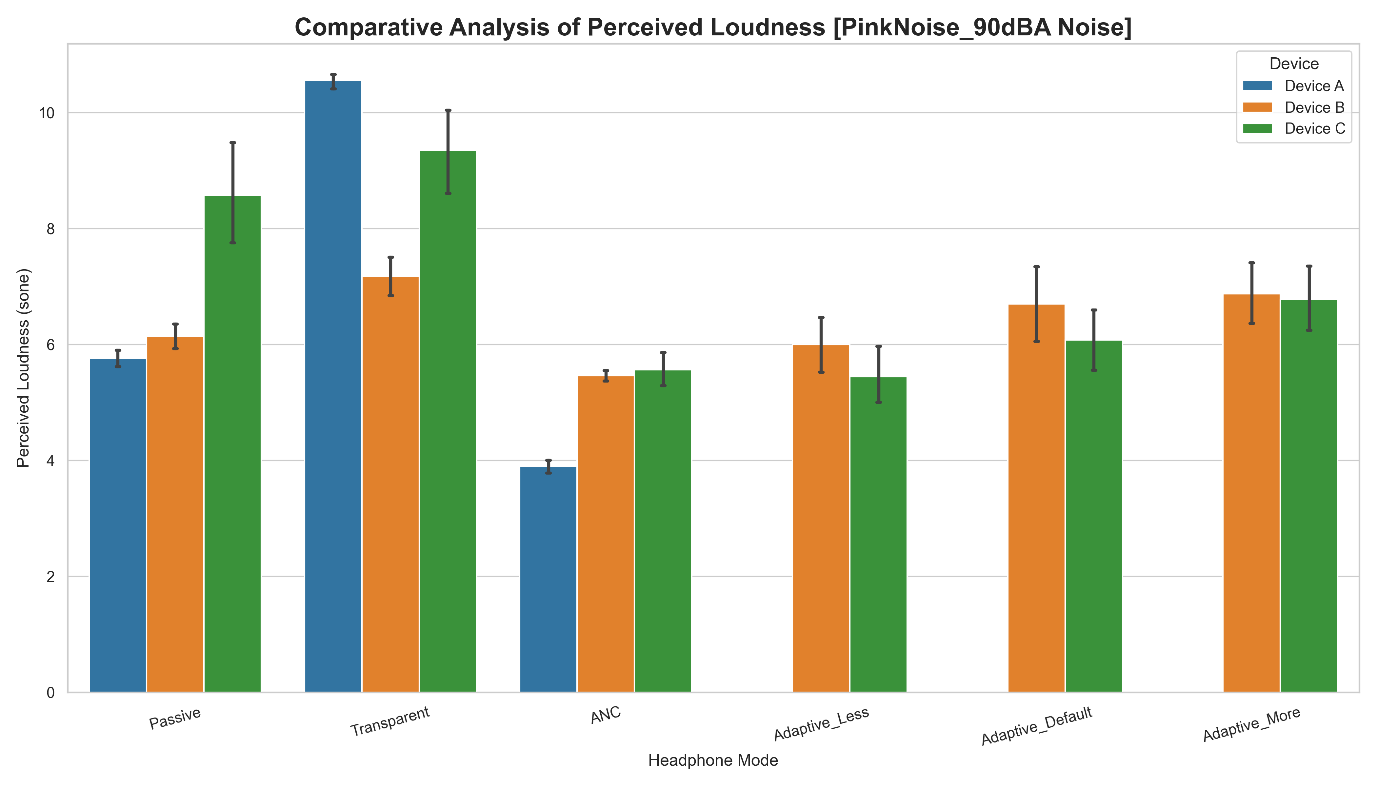 Comparative Analysis of Perceived Loudness [PinkNoise_90dBA Noise]
Device
Device A
Device B
Device C
Perceived Loudness (sone)
10
8
6
4
2
0
Passive
Transparent
ANC
Adaptive_Less
Adaptive_Default
Adaptive_More
Headphone Mode